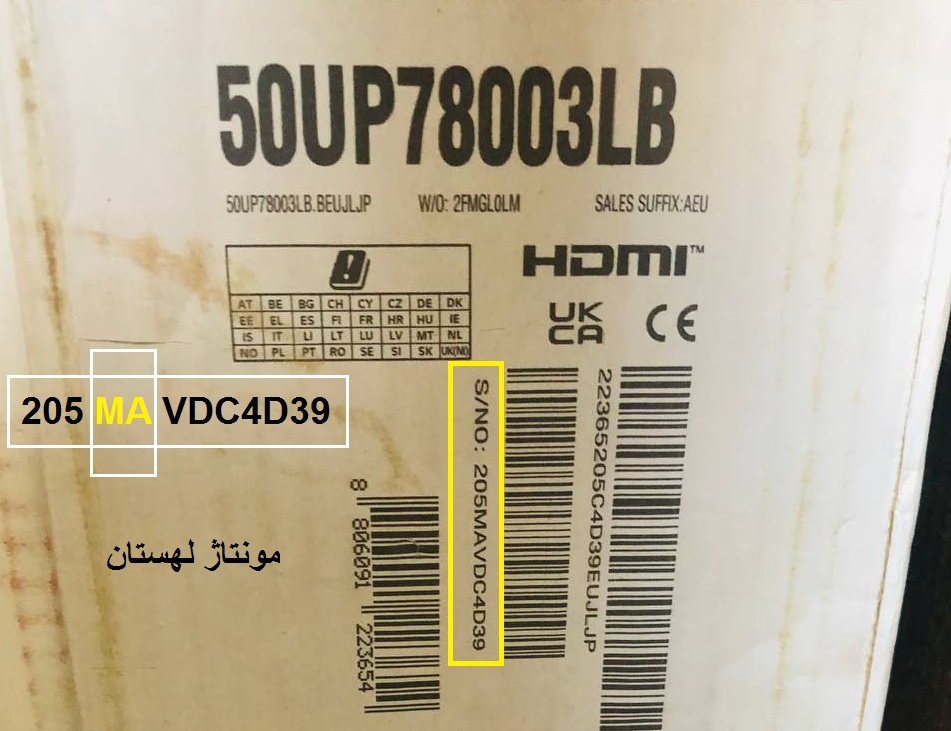 50UP78003LB
50UP78003LB.BEUJLJP W/O: 2FMGL0LM SALES SUFFIX:AEU
HDMI™
AT BE BG CH CY CZ DE DK
EE EL ES FI FR HR HU IE
IS IT LI LT LU LV MT NL
NO PL PT RO SE SI SK UK(NI)
UK
CA CE
205 MA VDC4D39
S/NO: 205MAVDC4D39
22365205C4D39EUJLJP
8 806091 223654
مونتاژ لهستان